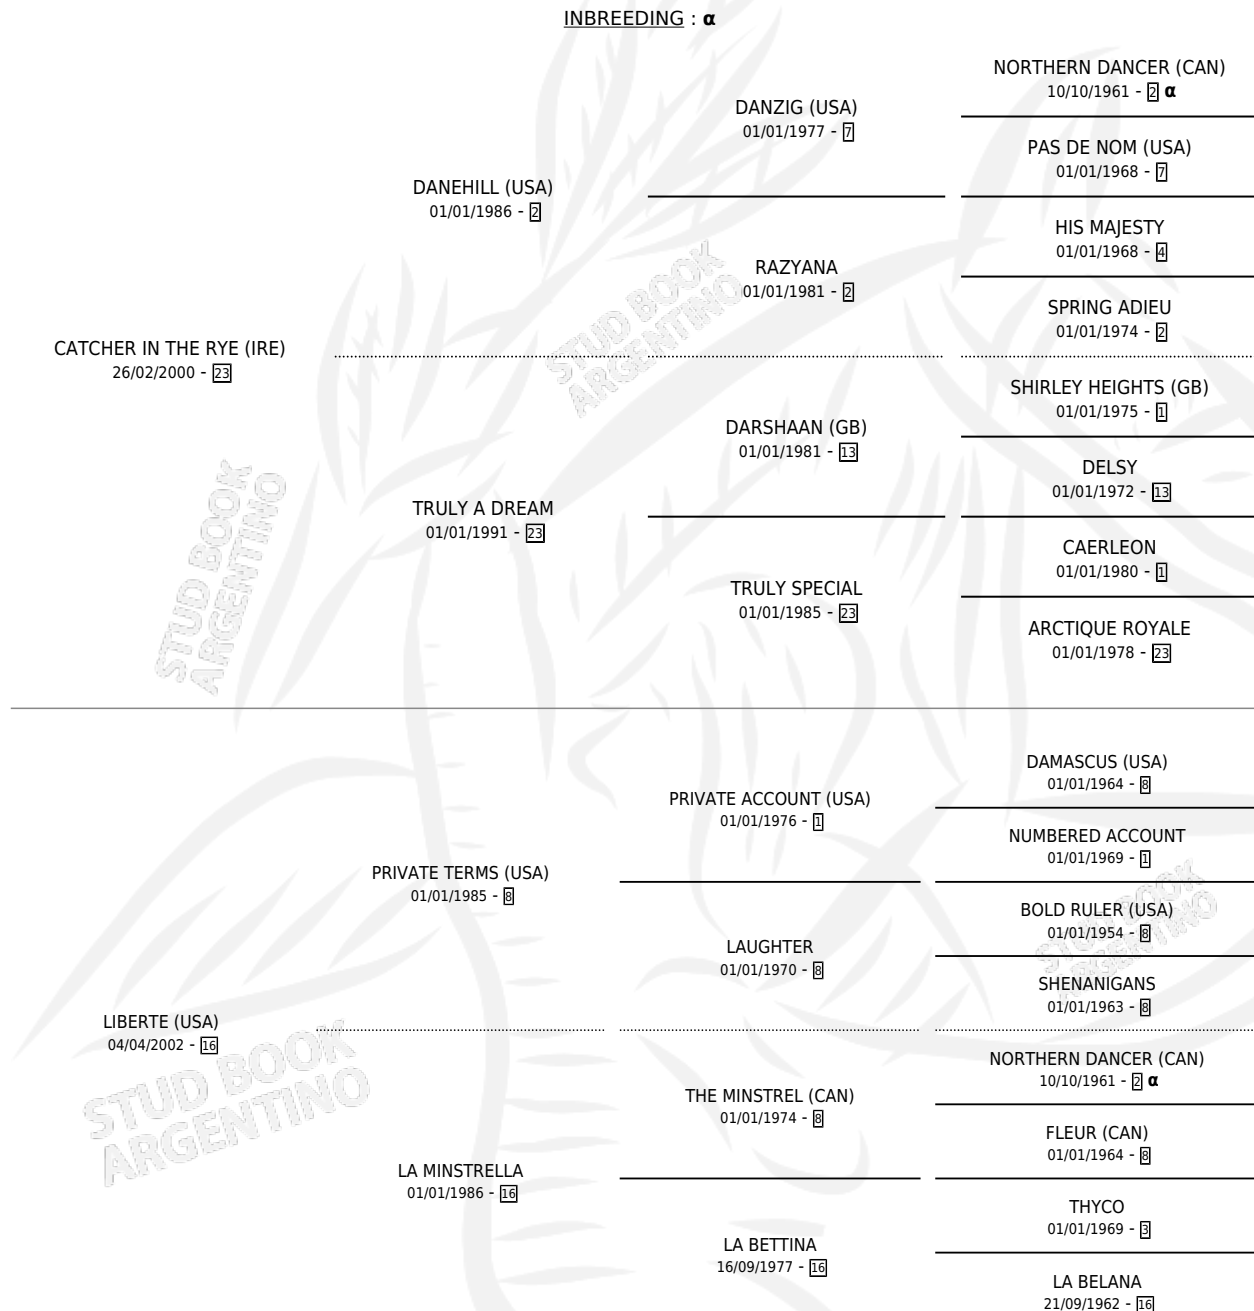 INBREEDING : α
NORTHERN DANCER (CAN)
10/10/1961 - 2 α
DANZIG (USA)
01/01/1977 - 7
PAS DE NOM (USA)
01/01/1968 - 7
DANEHILL (USA)
01/01/1986 - 2
HIS MAJESTY
01/01/1968 - 4
RAZYANA
01/01/1981 - 2
SPRING ADIEU
01/01/1974 - 2
CATCHER IN THE RYE (IRE)
26/02/2000 - 23
SHIRLEY HEIGHTS (GB)
01/01/1975 - 1
DARSHAAN (GB)
01/01/1981 - 13
DELSY
01/01/1972 - 13
TRULY A DREAM
01/01/1991 - 23
CAERLEON
01/01/1980 - 1
TRULY SPECIAL
01/01/1985 - 23
ARCTIQUE ROYALE
01/01/1978 - 23
DAMASCUS (USA)
01/01/1964 - 8
PRIVATE ACCOUNT (USA)
01/01/1976 - 1
NUMBERED ACCOUNT
01/01/1969 - 1
PRIVATE TERMS (USA)
01/01/1985 - 8
BOLD RULER (USA)
01/01/1954 - 8
LAUGHTER
01/01/1970 - 8
SHENANIGANS
01/01/1963 - 8
LIBERTE (USA)
04/04/2002 - 16
NORTHERN DANCER (CAN)
10/10/1961 - 2 α
THE MINSTREL (CAN)
01/01/1974 - 8
FLEUR (CAN)
01/01/1964 - 8
LA MINSTRELLA
01/01/1986 - 16
THYCO
01/01/1969 - 3
LA BETTINA
16/09/1977 - 16
LA BELANA
21/09/1962 - 16
STUD BOOK
ARGENTINO
STUD BOOK
ARGENTINO
STUD BOOK
ARGENTINO
STUD BOOK
ARGENTINO